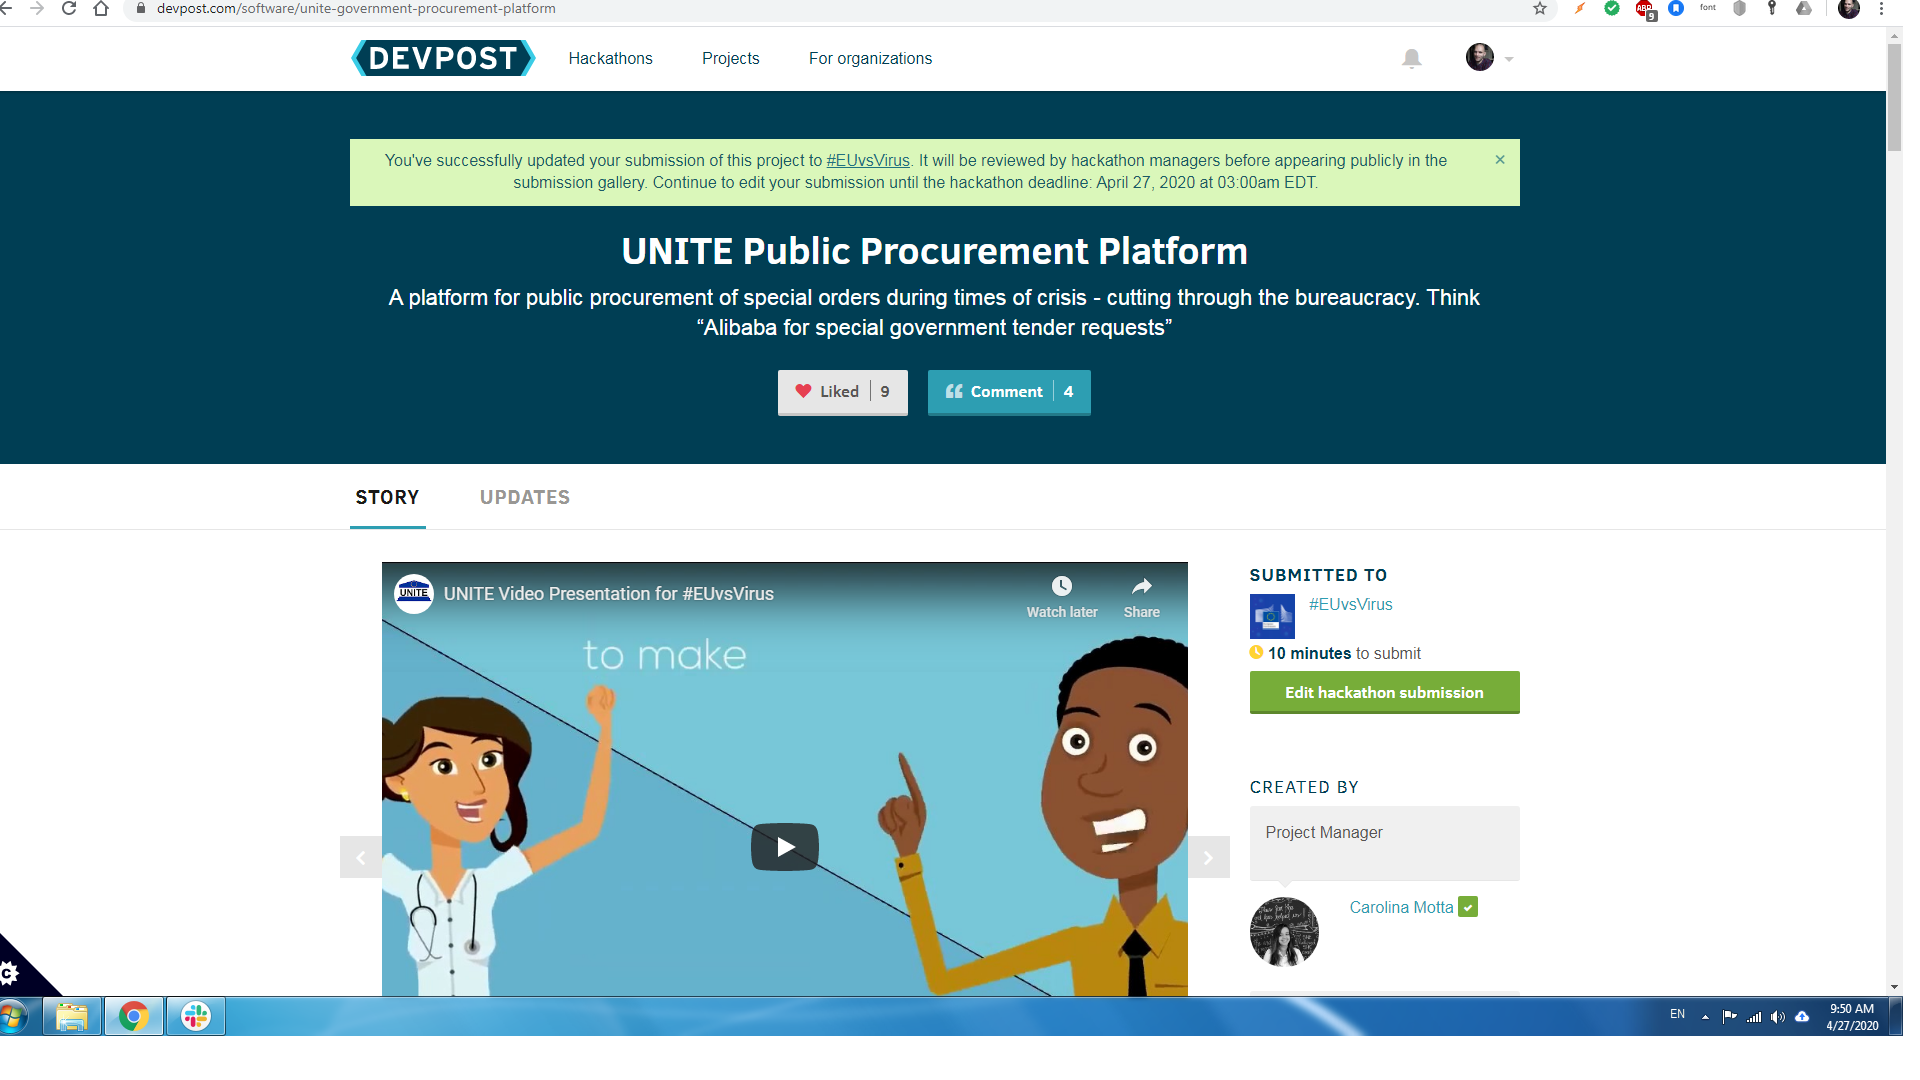 devpost.com/software/unite-government-procurement-platform
ABP
9
font
DEVPOST
Hackathons
Projects
For organizations
You've successfully updated your submission of this project to #EUvsVirus. It will be reviewed by hackathon managers before appearing publicly in the
submission gallery. Continue to edit your submission until the hackathon deadline: April 27, 2020 at 03:00am EDT.
×
UNITE Public Procurement Platform
A platform for public procurement of special orders during times of crisis - cutting through the bureaucracy. Think
“Alibaba for special government tender requests”
Liked 9
Comment 4
STORY
UPDATES
UNITE
UNITE Video Presentation for #EUvsVirus
Watch later
Share
to make
SUBMITTED TO
#EUvsVirus
10 minutes to submit
Edit hackathon submission
CREATED BY
Project Manager
Carolina Motta
EN
9:50 AM
4/27/2020